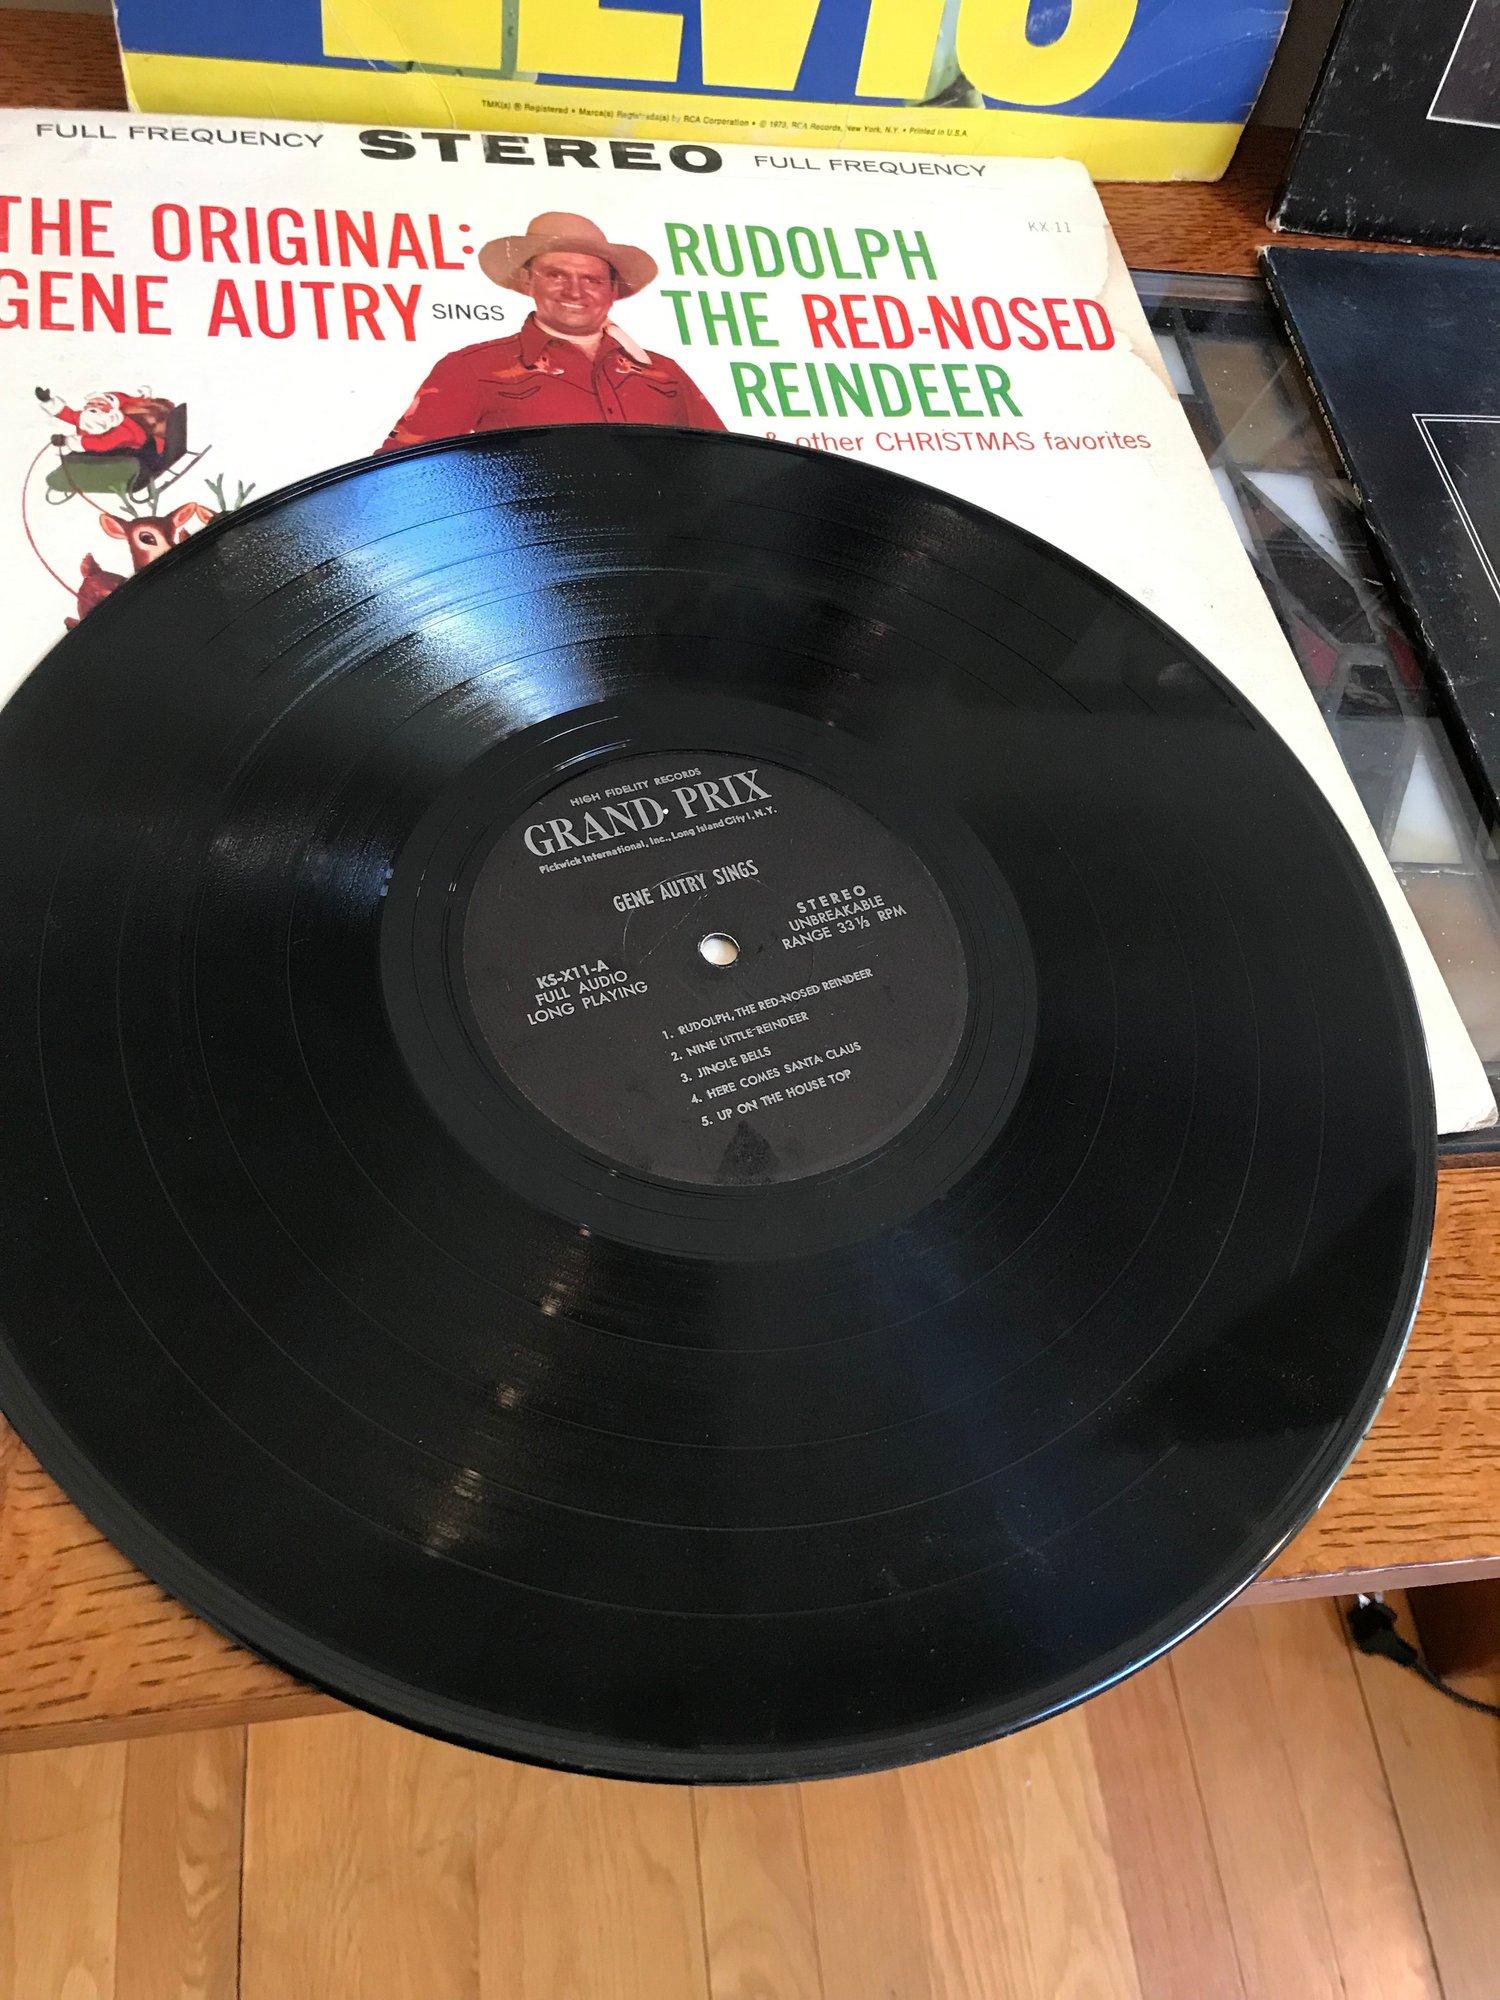 ELVIS
TMK(s) ® Registered • Marca(s) Registrada(s) by RCA Corporation • © 1973, RCA Records, New York, N.Y. • Printed in U.S.A.
FULL FREQUENCY STEREO FULL FREQUENCY
KX-11
THE ORIGINAL:
GENE AUTRY SINGS
RUDOLPH
THE RED-NOSED
REINDEER
& other CHRISTMAS favorites
HIGH FIDELITY RECORDS
GRAND PRIX
Pickwick International, Inc., Long Island City 1, N.Y.
GENE AUTRY SINGS
KS-X11-A
FULL AUDIO
LONG PLAYING
STEREO
UNBREAKABLE
RANGE 33⅓ RPM
1. RUDOLPH, THE RED-NOSED REINDEER
2. NINE LITTLE REINDEER
3. JINGLE BELLS
4. HERE COMES SANTA CLAUS
5. UP ON THE HOUSE TOP